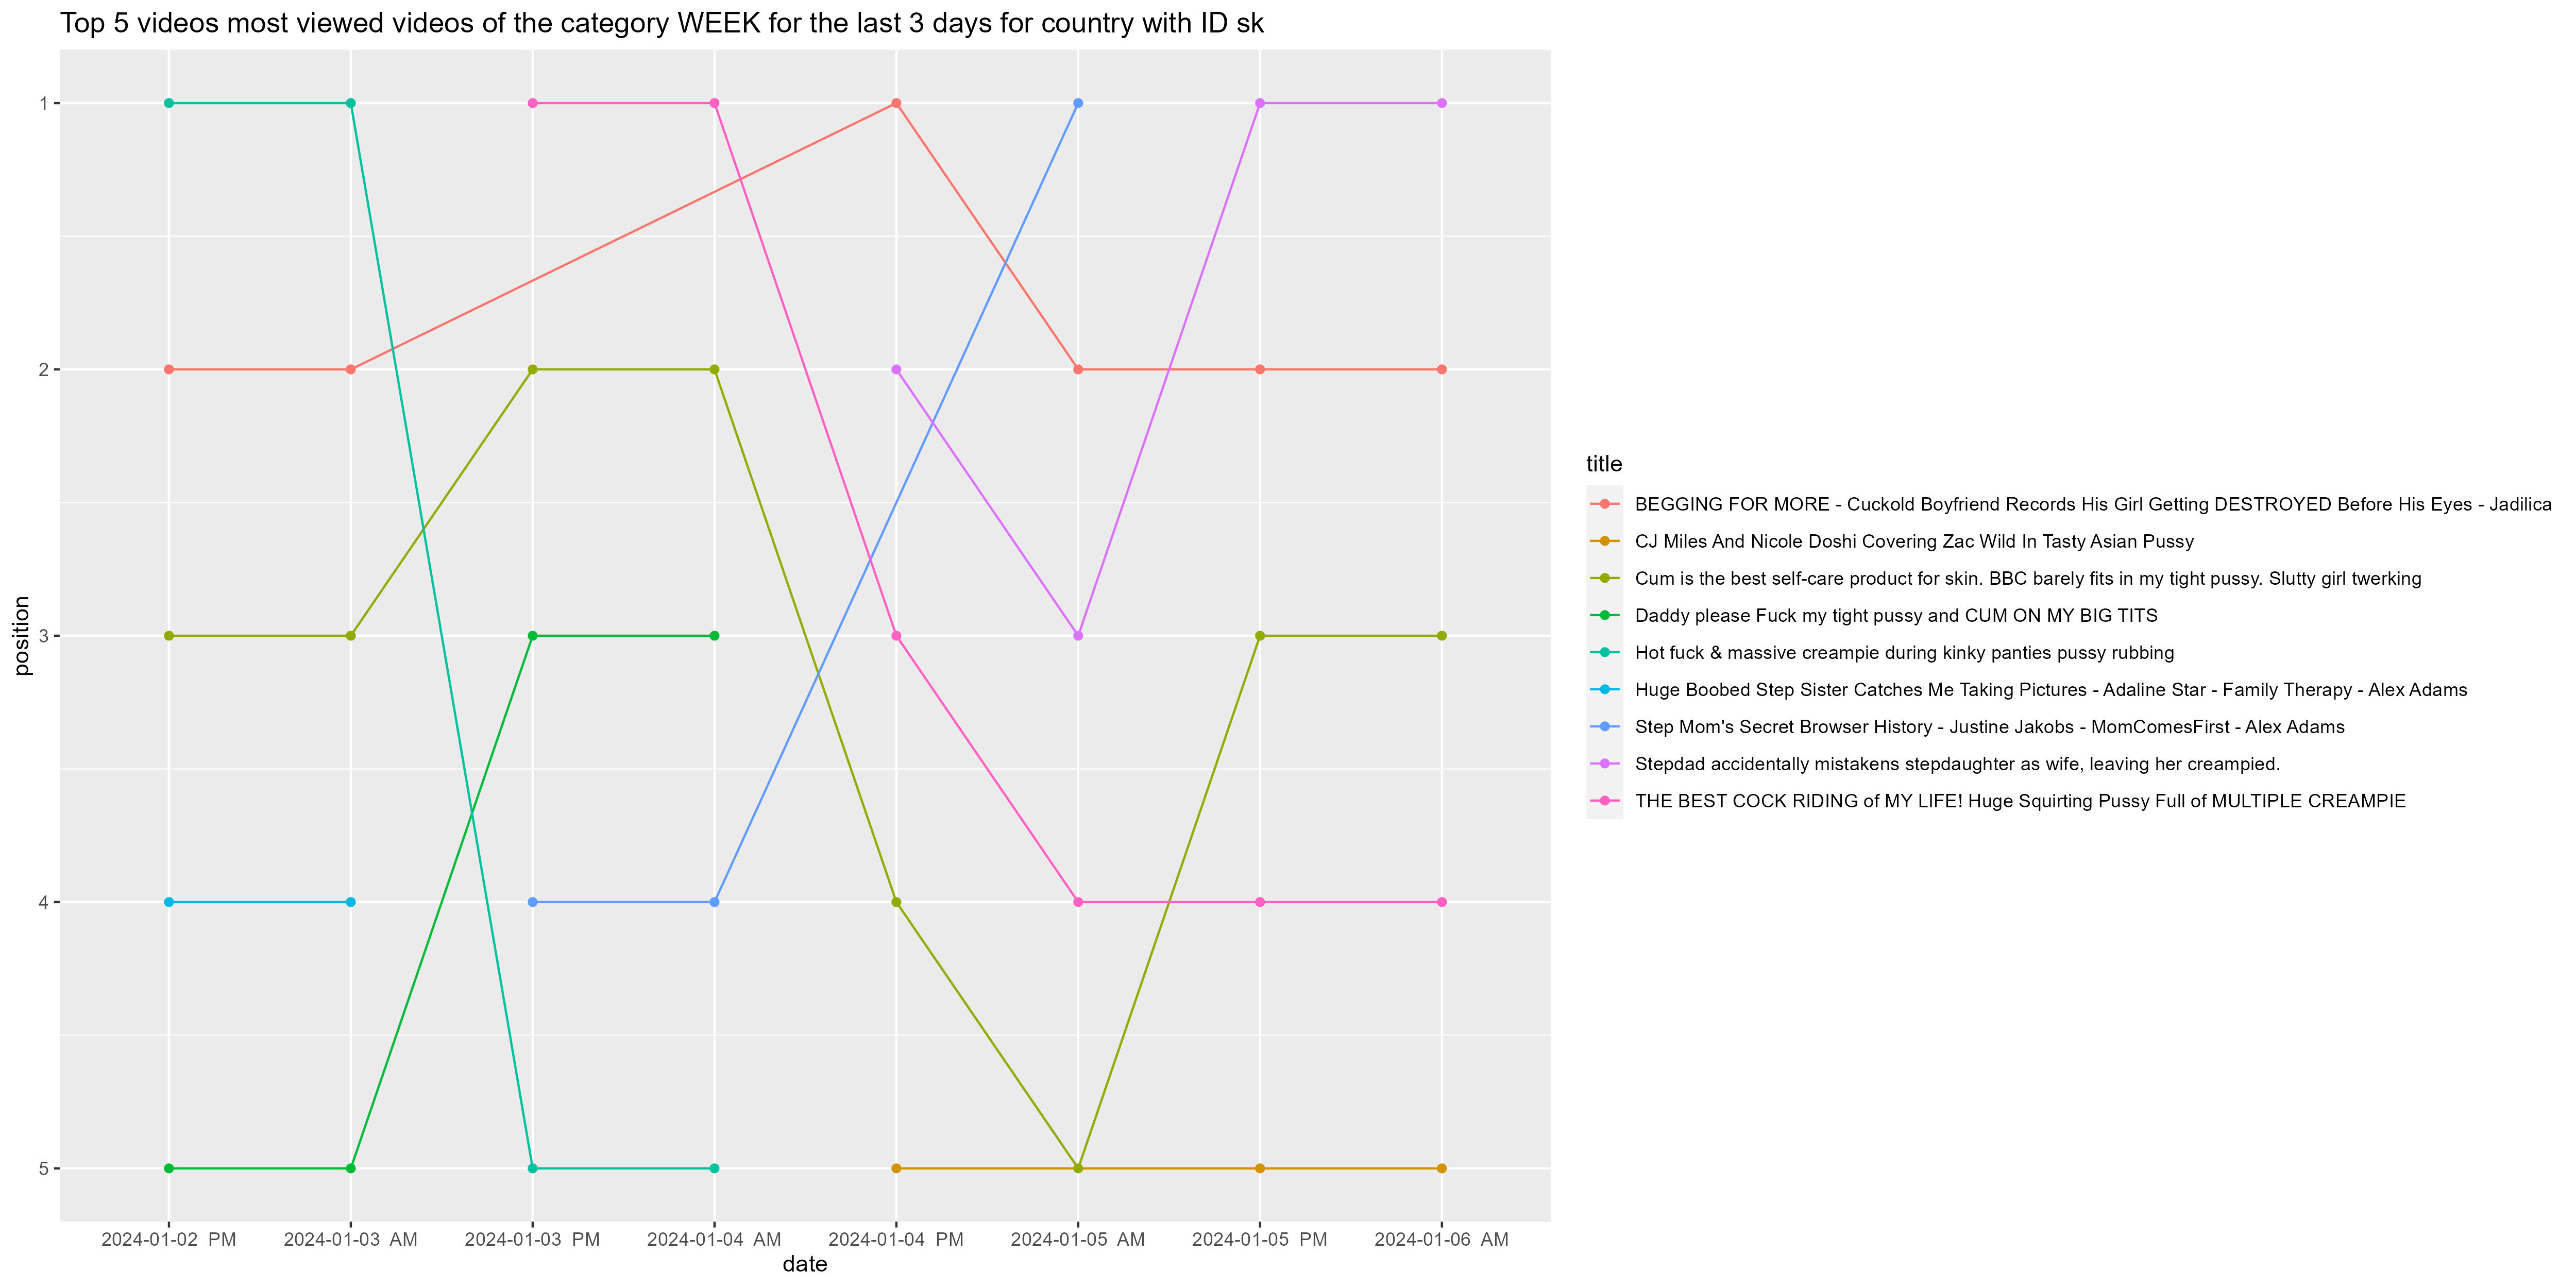 Top 5 videos most viewed videos of the category WEEK for the last 3 days for country with ID sk
1
2
3
4
5
position
2024-01-02 PM
2024-01-03 AM
2024-01-03 PM
2024-01-04 AM
2024-01-04 PM
2024-01-05 AM
2024-01-05 PM
2024-01-06 AM
date
title
BEGGING FOR MORE - Cuckold Boyfriend Records His Girl Getting DESTROYED Before His Eyes - Jadilica
CJ Miles And Nicole Doshi Covering Zac Wild In Tasty Asian Pussy
Cum is the best self-care product for skin. BBC barely fits in my tight pussy. Slutty girl twerking
Daddy please Fuck my tight pussy and CUM ON MY BIG TITS
Hot fuck & massive creampie during kinky panties pussy rubbing
Huge Boobed Step Sister Catches Me Taking Pictures - Adaline Star - Family Therapy - Alex Adams
Step Mom's Secret Browser History - Justine Jakobs - MomComesFirst - Alex Adams
Stepdad accidentally mistakens stepdaughter as wife, leaving her creampied.
THE BEST COCK RIDING of MY LIFE! Huge Squirting Pussy Full of MULTIPLE CREAMPIE